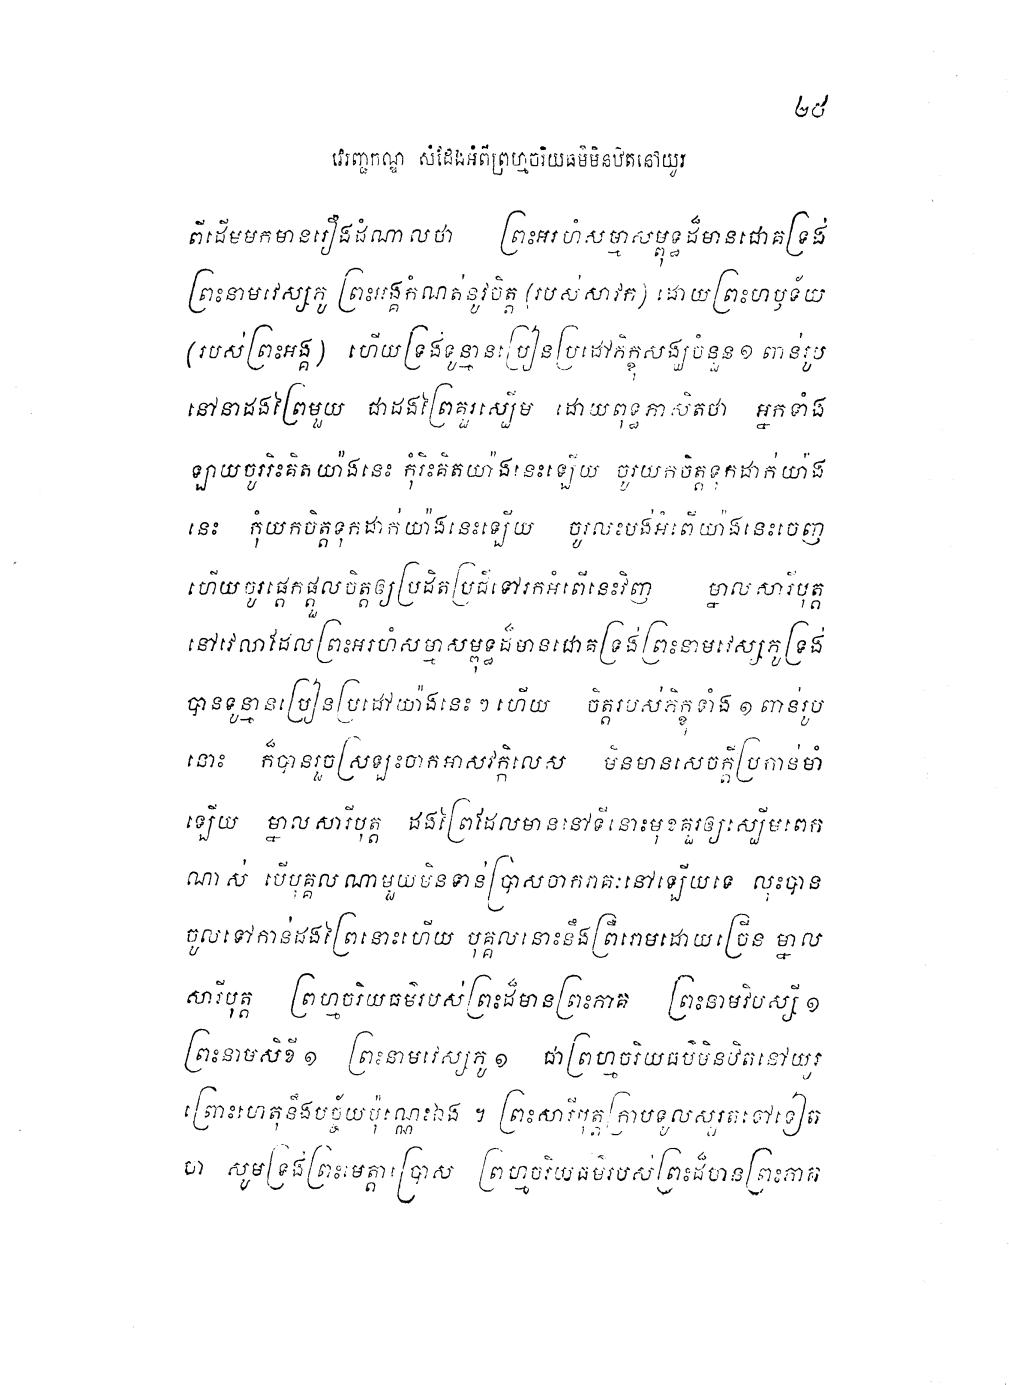 ២៥
វេរញ្ជកណ្ឌ សំដែងអំពីព្រហ្មចរិយធម៌មិនឋិតនៅយូរ
ពីដើមមកមានរឿងដំណាលថា ព្រះអរហំសម្មាសម្ពុទ្ធដ៏មានជោគទ្រង់
ព្រះនាមវេស្សភូ ព្រះអង្គកំណត់នូវចិត្ត (របស់សាវក) ដោយព្រះហឫទ័យ
(របស់ព្រះអង្គ) ហើយទ្រង់ទូន្មានប្រៀនប្រដៅភិក្ខុសង្ឃចំនួន ១ ពាន់រូប
នៅនាដងព្រៃមួយ ជាដងព្រៃគួរស្បើម ដោយពុទ្ធភាសិតថា អ្នកទាំង
ឡាយចូររិះគិតយ៉ាងនេះ កុំរិះគិតយ៉ាងនេះឡើយ ចូរយកចិត្តទុកដាក់យ៉ាង
នេះ កុំយកចិត្តទុកដាក់យ៉ាងនេះឡើយ ចូរលះបង់អំពើយ៉ាងនេះចេញ
ហើយចូរផ្តេកផ្តួលចិត្តឲ្យប្រដិតប្រដៅទៅរកអំពើនេះវិញ ម្នាលសារីបុត្ត
នៅវេលាដែលព្រះអរហំសម្មាសម្ពុទ្ធដ៏មានជោគទ្រង់ព្រះនាមវេស្សភូទ្រង់
បានទូន្មានប្រៀនប្រដៅយ៉ាងនេះ ៗ ហើយ ចិត្តរបស់ភិក្ខុទាំង ១ ពាន់រូប
នោះ ក៏បានរួចស្រឡះចាកអាសវក្កិលេស មិនមានសេចក្តីប្រកាន់មាំ
ឡើយ ម្នាលសារីបុត្ត ដងព្រៃដែលមាននៅទីនោះមុខគួរឲ្យស្បើមពេក
ណាស់ បើបុគ្គលណាមួយមិនទាន់ប្រាសចាករាគៈនៅឡើយទេ លុះបាន
ចូលទៅកាន់ដងព្រៃនោះហើយ បុគ្គលនោះនឹងព្រឺរោមដោយច្រើន ម្នាល
សារីបុត្ត ព្រហ្មចរិយធម៌របស់ព្រះដ៏មានព្រះភាគ ព្រះនាមវិបស្សី ១
ព្រះនាមសិខី ១ ព្រះនាមវេស្សភូ ១ ជាព្រហ្មចរិយធម៌មិនឋិតនៅយូរ
ព្រោះហេតុនឹងបច្ច័យប៉ុណ្ណេះឯង ។ ព្រះសារីបុត្តក្រាបទូលសួរតទៅទៀត
ថា សូមទ្រង់ព្រះមេត្តាប្រោស ព្រហ្មចរិយធម៌របស់ព្រះដ៏មានព្រះភាគ